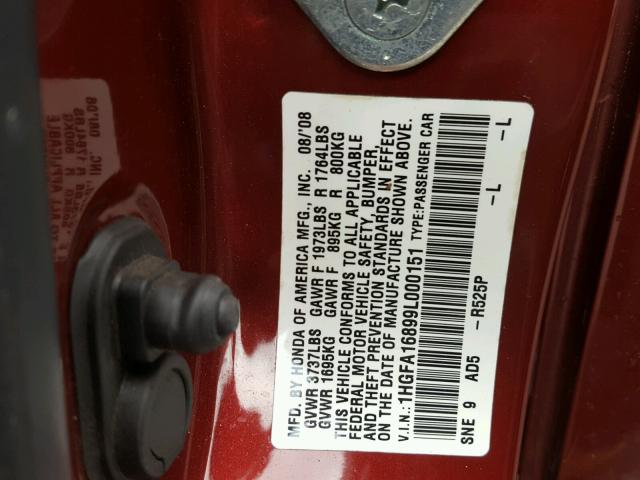 MFD. BY HONDA OF AMERICA MFG., INC. 08/'08
GVWR 3737LBS GAWR F 1973LBS R 1764LBS
GVWR 1695KG GAWR F 895KG R 800KG
THIS VEHICLE CONFORMS TO ALL APPLICABLE
FEDERAL MOTOR VEHICLE SAFETY, BUMPER,
AND THEFT PREVENTION STANDARDS IN EFFECT
ON THE DATE OF MANUFACTURE SHOWN ABOVE.
V.I.N.: 1HGFA16899L000151 TYPE:PASSENGER CAR
SNE 9 AD5 -R525P -L -L